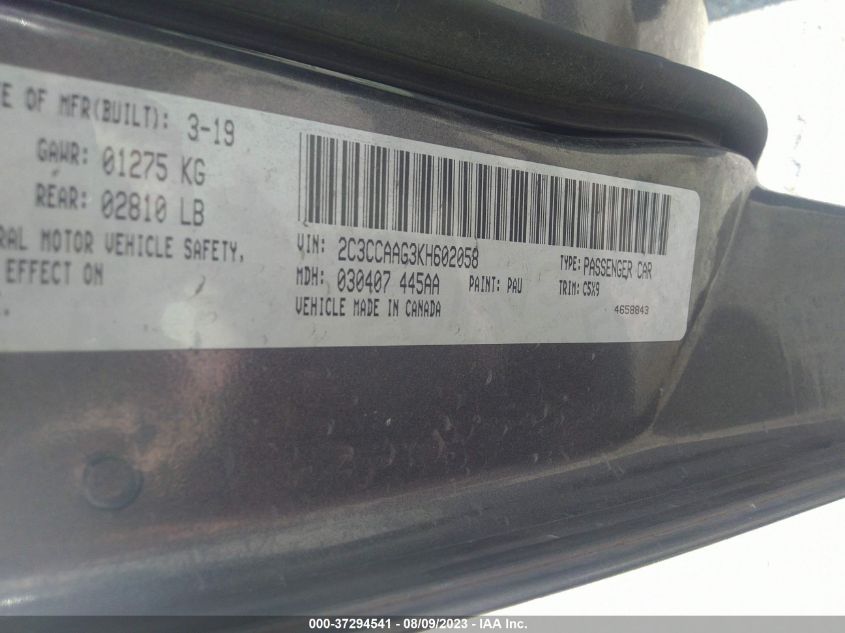 E OF MFR(BUILT): 3-19
GAWR: 01275 KG
REAR: 02810 LB
RAL MOTOR VEHICLE SAFETY,
EFFECT ON
VIN: 2C3CCAAG3KH602058
TYPE: PASSENGER CAR
MDH: 030407 445AA
PAINT: PAU
TRIM: C5X9
VEHICLE MADE IN CANADA
4658843
000-37294541 - 08/09/2023 - IAA Inc.